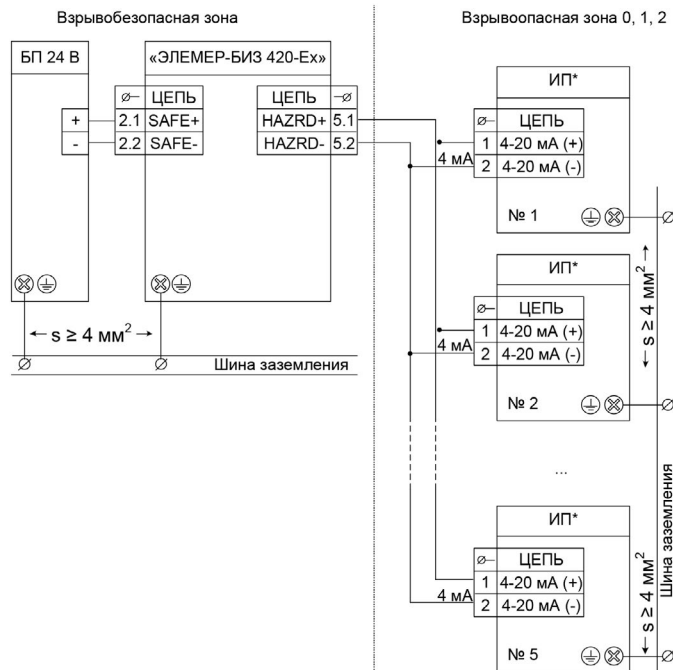 Взрывобезопасная зона
Взрывоопасная зона 0, 1, 2
БП 24 В
«ЭЛЕМЕР-БИЗ 420-Ex»
ЦЕПЬ
ЦЕПЬ
+
2.1 SAFE+
HAZRD+ 5.1
-
2.2 SAFE-
HAZRD- 5.2
s ≥ 4 мм²
Шина заземления
ИП*
ЦЕПЬ
1 4-20 мА (+)
4 мА
2 4-20 мА (-)
№ 1
s ≥ 4 мм²
ИП*
ЦЕПЬ
1 4-20 мА (+)
4 мА
2 4-20 мА (-)
№ 2
...
ИП*
ЦЕПЬ
1 4-20 мА (+)
4 мА
2 4-20 мА (-)
№ 5
s ≥ 4 мм²
Шина заземления